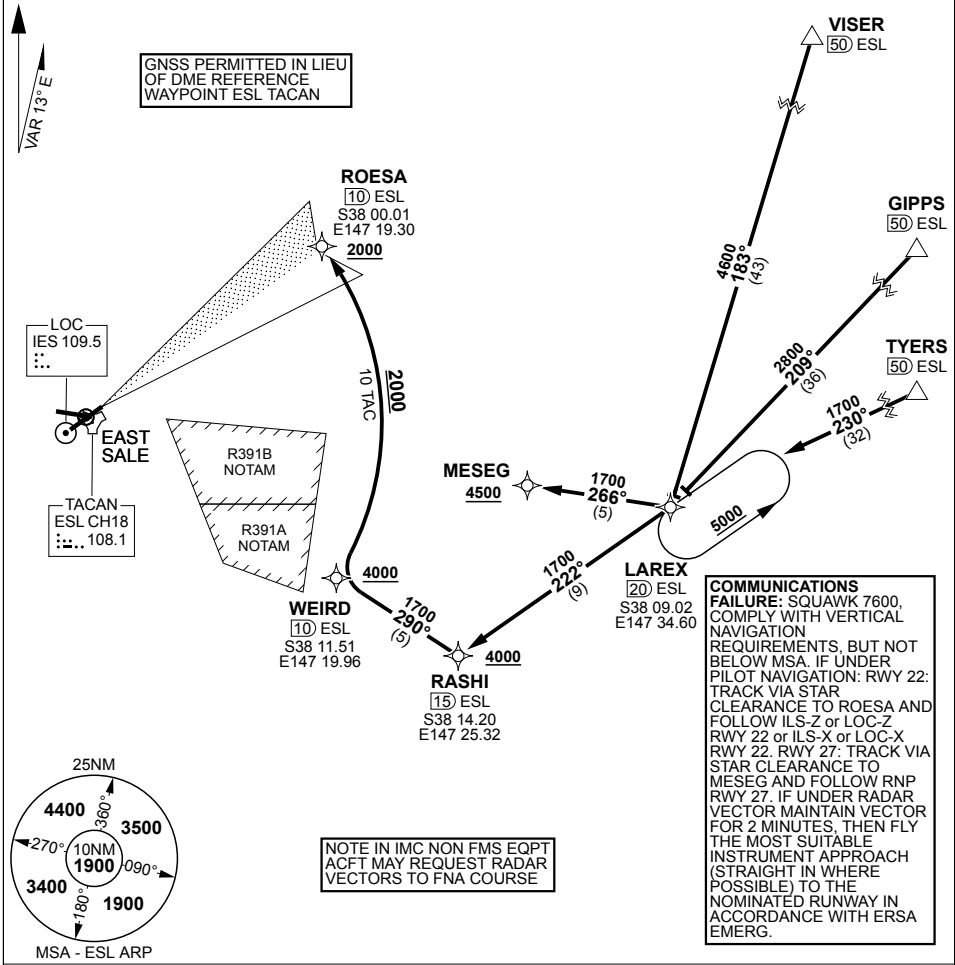 VISER
50 ESL
GNSS PERMITTED IN LIEU
OF DME REFERENCE
WAYPOINT ESL TACAN
VAR 13° E
ROESA
10 ESL
S38 00.01
E147 19.30
2000
GIPPS
50 ESL
4600
183°
(43)
LOC
IES 109.5
2800
209°
(36)
TYERS
50 ESL
2000
10 TAC
1700
230°
(32)
EAST
SALE
R391B
NOTAM
MESEG
4500
1700
266°
(5)
TACAN
ESL CH18
108.1
R391A
NOTAM
5000
LAREX
20 ESL
S38 09.02
E147 34.60
1700
222°
(9)
4000
WEIRD
10 ESL
S38 11.51
E147 19.96
1700
290°
(5)
4000
RASHI
15 ESL
S38 14.20
E147 25.32
COMMUNICATIONS
FAILURE: SQUAWK 7600,
COMPLY WITH VERTICAL
NAVIGATION
REQUIREMENTS, BUT NOT
BELOW MSA. IF UNDER
PILOT NAVIGATION: RWY 22:
TRACK VIA STAR
CLEARANCE TO ROESA AND
FOLLOW ILS-Z or LOC-Z
RWY 22 or ILS-X or LOC-X
RWY 22. RWY 27: TRACK VIA
STAR CLEARANCE TO
MESEG AND FOLLOW RNP
RWY 27. IF UNDER RADAR
VECTOR MAINTAIN VECTOR
FOR 2 MINUTES, THEN FLY
THE MOST SUITABLE
INSTRUMENT APPROACH
(STRAIGHT IN WHERE
POSSIBLE) TO THE
NOMINATED RUNWAY IN
ACCORDANCE WITH ERSA
EMERG.
25NM
4400
360°
3500
270°
10NM
1900
090°
3400
180°
1900
MSA - ESL ARP
NOTE IN IMC NON FMS EQPT
ACFT MAY REQUEST RADAR
VECTORS TO FNA COURSE